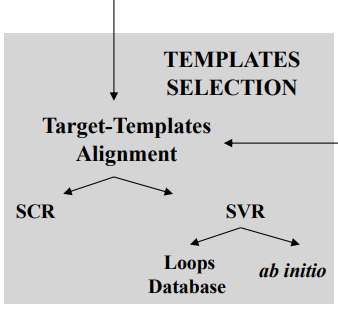 TEMPLATES
SELECTION
Target-Templates
Alignment
SCR
SVR
Loops
Database
ab initio